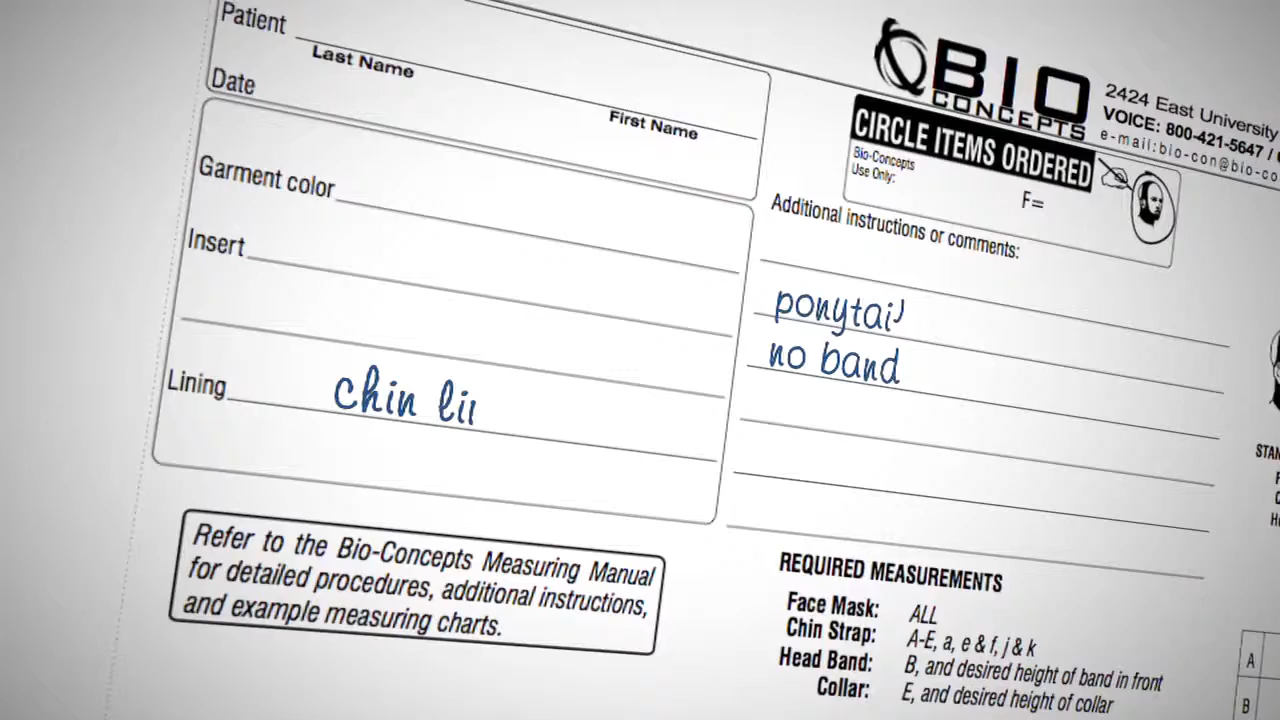 Patient
Last Name
First Name
Date
Garment color
Insert
Lining chin
Refer to the Bio-Concepts Measuring Manual
for detailed procedures, additional instructions,
and example measuring charts.
BIO
CONCEPTS
2424 East University
VOICE: 800-421-5647 /
e-mail:bio-con@bio-co
CIRCLE ITEMS ORDERED
Bio-Concepts
Use Only:
F=
Additional instructions or comments:
no band
REQUIRED MEASUREMENTS
Face Mask: ALL
Chin Strap: A-E, a, e & f, j & k
Head Band: B, and desired height of band in front
Collar: E, and desired height of collar
A
B